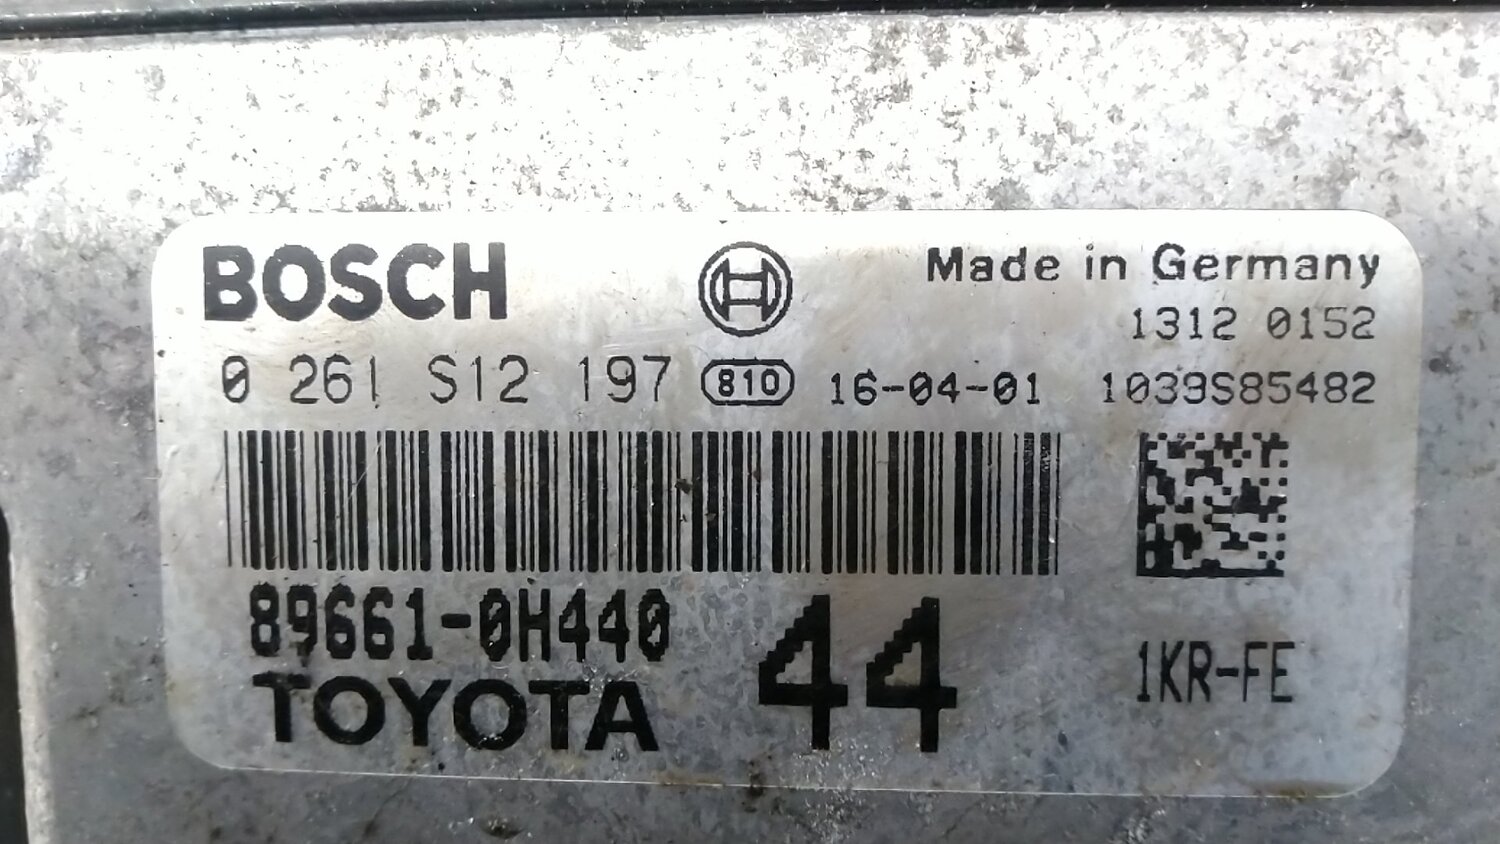 BOSCH
Made in Germany
1312 0152
0 261 S12 197 810 16-04-01 1039S85482
89661-0H440
TOYOTA
44
1KR-FE